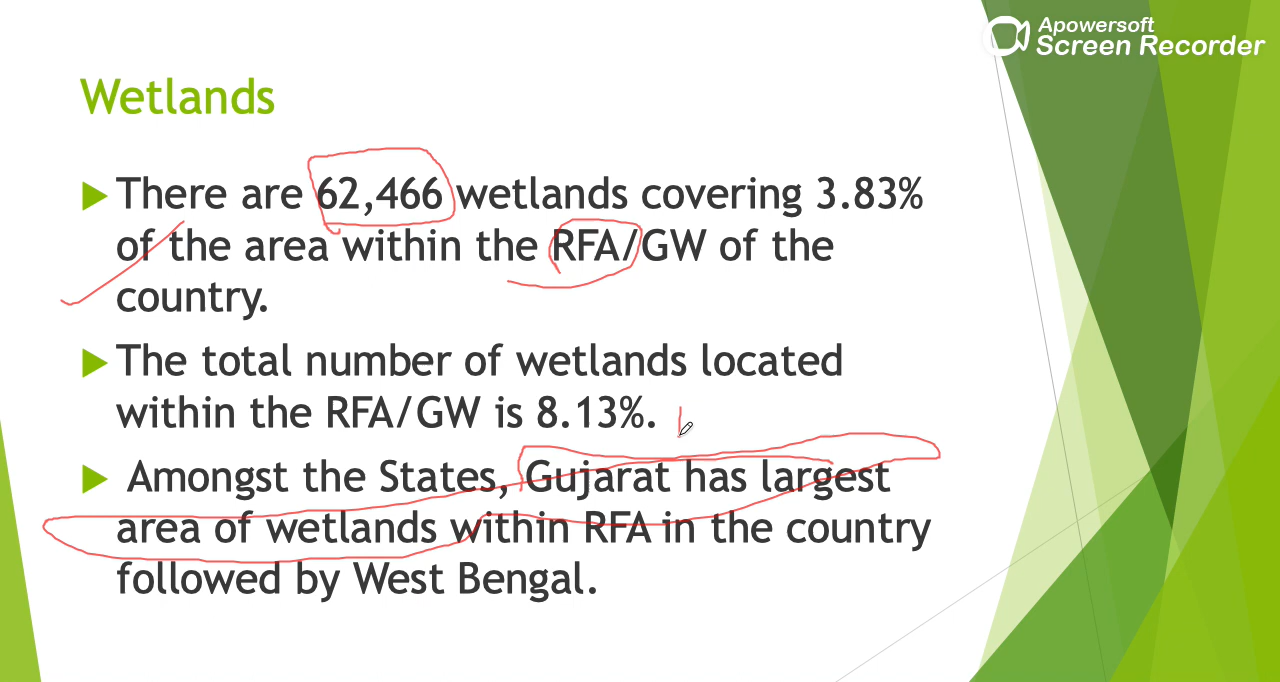 Apowersoft
Screen Recorder
Wetlands
There are 62,466 wetlands covering 3.83%
of the area within the RFA/GW of the
country.
The total number of wetlands located
within the RFA/GW is 8.13%.
Amongst the States, Gujarat has largest
area of wetlands within RFA in the country
followed by West Bengal.